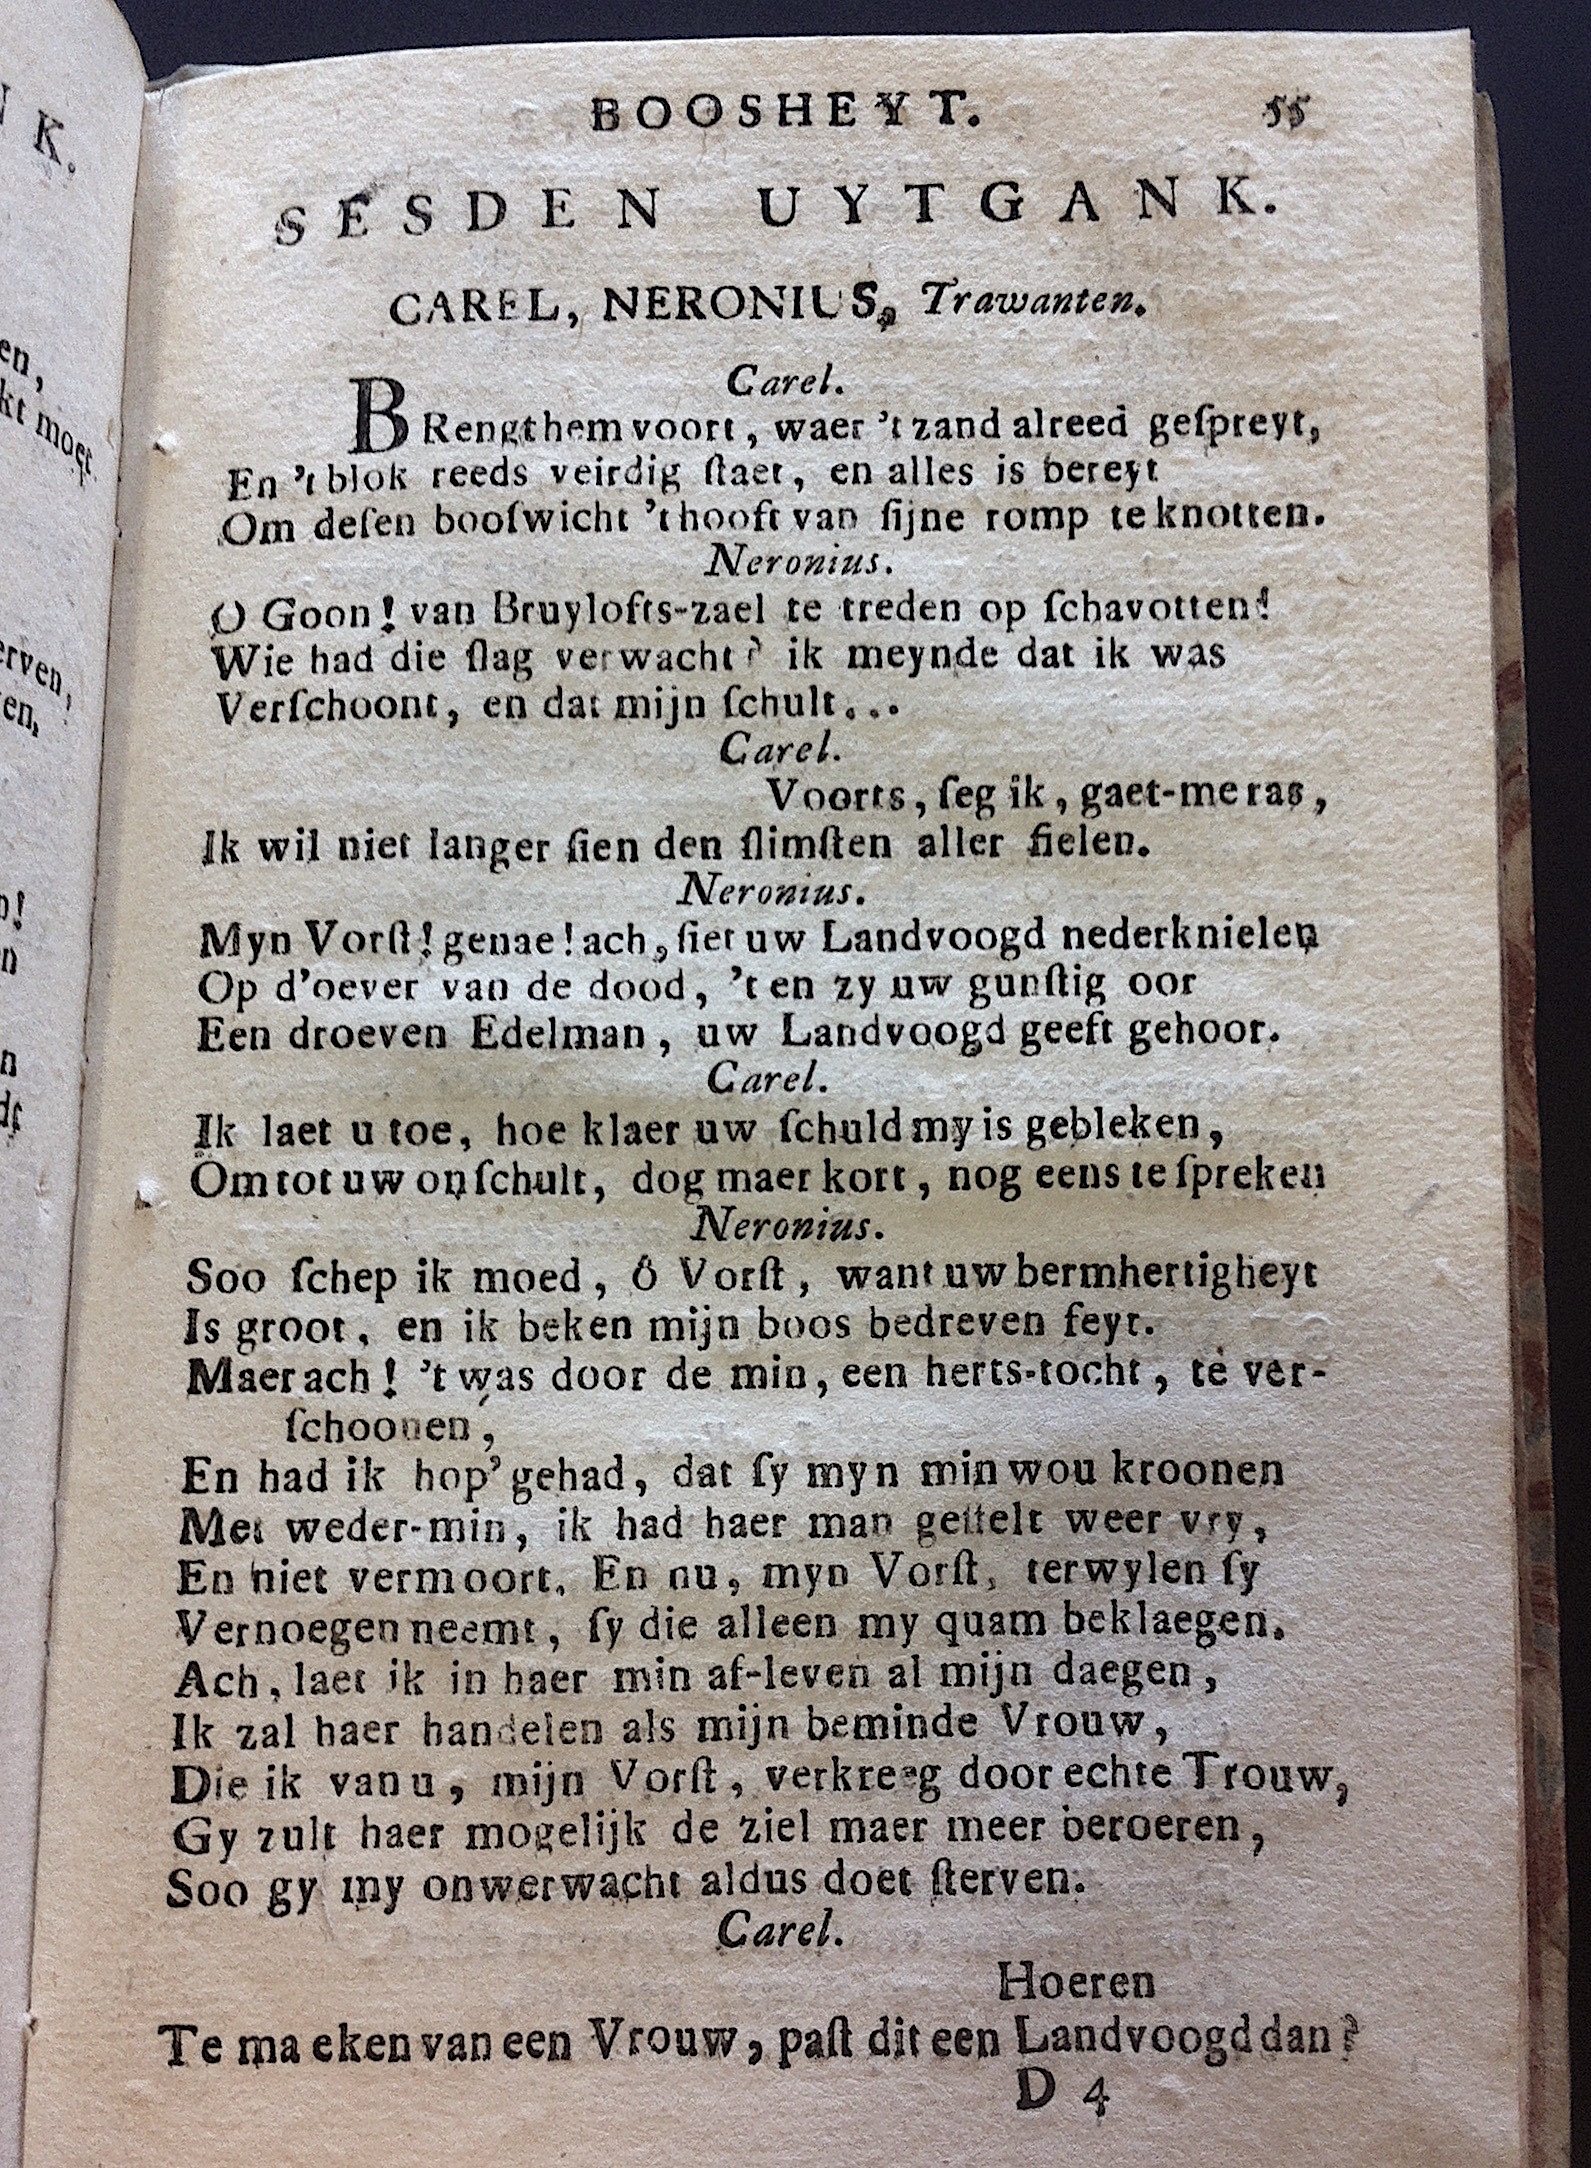 N K.
en,
kt moet
erven,
en,
n!
n
n
dt
BOOSHEYT. 55
SESDEN UYTGANK.
CAREL, NERONIUS, Trawanten.
Carel.
BRengt hem voort, waer 't zand alreed geſpreyt,
En 't blok reeds veirdig ſtaet, en alles is bereyt
Om deſen booſwicht 't hooft van ſijne romp te knotten.
Neronius.
O Goon! van Bruylofts-zael te treden op ſchavotten!
Wie had die ſlag verwacht? ik meynde dat ik was
Verſchoont, en dat mijn ſchult...
Carel.
Voorts, ſeg ik, gaet-me ras,
Ik wil niet langer ſien den ſlimſten aller fielen.
Neronius.
Myn Vorſt! genae! ach, ſiet uw Landvoogd nederknielen
Op d'oever van de dood, 't en zy uw gunſtig oor
Een droeven Edelman, uw Landvoogd geeft gehoor.
Carel.
Ik laet u toe, hoe klaer uw ſchuld my is gebleken,
Om tot uw onſchult, dog maer kort, nog eens te ſpreken
Neronius.
Soo ſchep ik moed, ô Vorſt, want uw bermhertigheyt
Is groot, en ik beken mijn boos bedreven feyt.
Maer ach! 't was door de min, een herts-tocht, te ver-
ſchoonen,
En had ik hop' gehad, dat ſy myn min wou kroonen
Met weder-min, ik had haer man geſtelt weer vry,
En niet vermoort. En nu, myn Vorſt, terwylen ſy
Vernoegen neemt, ſy die alleen my quam beklaegen.
Ach, laet ik in haer min af-leven al mijn daegen,
Ik zal haer handelen als mijn beminde Vrouw,
Die ik van u, mijn Vorſt, verkreeg door echte Trouw,
Gy zult haer mogelijk de ziel maer meer beroeren,
Soo gy my onwerwacht aldus doet ſterven.
Carel.
Hoeren
Te maeken van een Vrouw, paſt dit een Landvoogd dan?
D 4